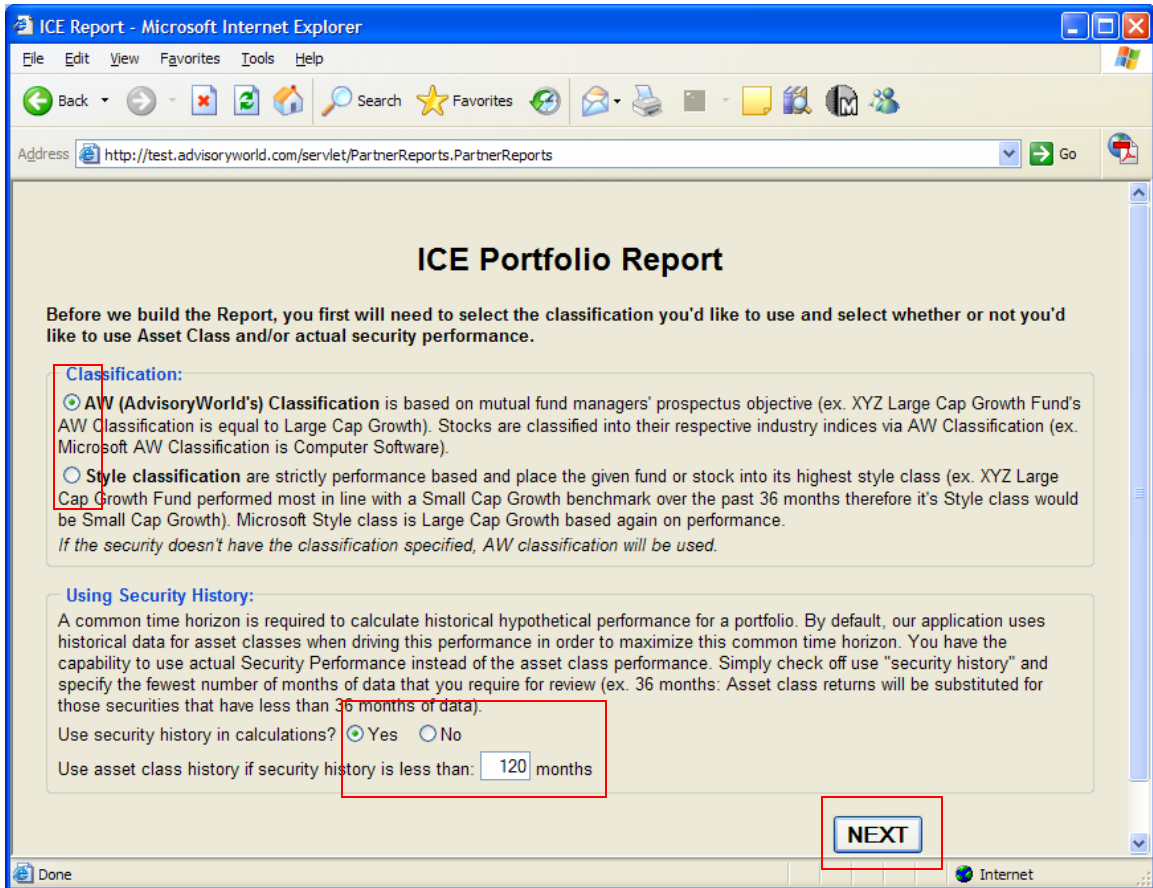 ICE Report - Microsoft Internet Explorer
File Edit View Favorites Tools Help
Back Search Favorites
Address http://test.advisoryworld.com/servlet/PartnerReports.PartnerReports Go
ICE Portfolio Report
Before we build the Report, you first will need to select the classification you'd like to use and select whether or not you'd
like to use Asset Class and/or actual security performance.
Classification:
AW (AdvisoryWorld's) Classification is based on mutual fund managers' prospectus objective (ex. XYZ Large Cap Growth Fund's
AW Classification is equal to Large Cap Growth). Stocks are classified into their respective industry indices via AW Classification (ex.
Microsoft AW Classification is Computer Software).
Style classification are strictly performance based and place the given fund or stock into its highest style class (ex. XYZ Large
Cap Growth Fund performed most in line with a Small Cap Growth benchmark over the past 36 months therefore it's Style class would
be Small Cap Growth). Microsoft Style class is Large Cap Growth based again on performance.
If the security doesn't have the classification specified, AW classification will be used.
Using Security History:
A common time horizon is required to calculate historical hypothetical performance for a portfolio. By default, our application uses
historical data for asset classes when driving this performance in order to maximize this common time horizon. You have the
capability to use actual Security Performance instead of the asset class performance. Simply check off use "security history" and
specify the fewest number of months of data that you require for review (ex. 36 months: Asset class returns will be substituted for
those securities that have less than 36 months of data).
Use security history in calculations? Yes No
Use asset class history if security history is less than: 120 months
NEXT
Done Internet